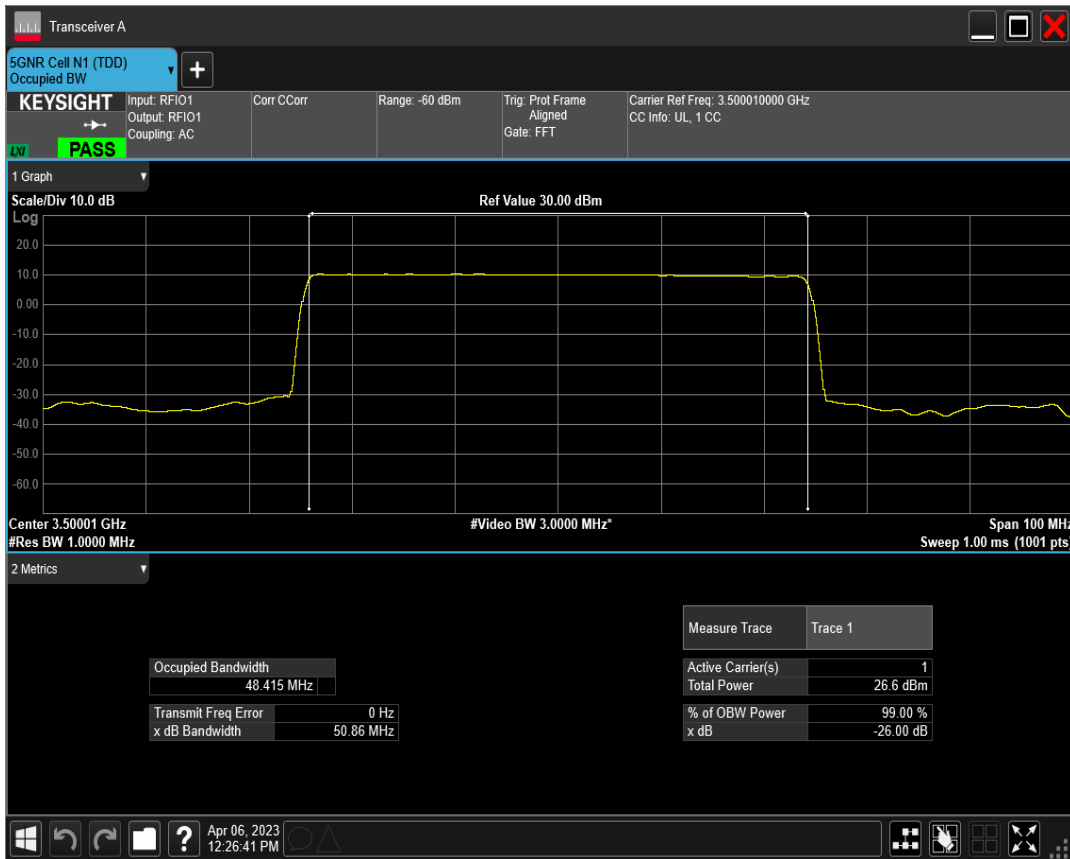 Transceiver A
5GNR Cell N1 (TDD)
Occupied BW
+
KEYSIGHT
LXI
PASS
Input: RFIO1
Output: RFIO1
Coupling: AC
Corr CCorr
Range: -60 dBm
Trig: Prot Frame
Aligned
Gate: FFT
Carrier Ref Freq: 3.500010000 GHz
CC Info: UL, 1 CC
1 Graph
Scale/Div 10.0 dB
Ref Value 30.00 dBm
Log
20.0
10.0
0.00
-10.0
-20.0
-30.0
-40.0
-50.0
-60.0
Center 3.50001 GHz
#Video BW 3.0000 MHz*
Span 100 MHz
#Res BW 1.0000 MHz
Sweep 1.00 ms (1001 pts)
2 Metrics
Measure Trace Trace 1
Occupied Bandwidth
48.415 MHz
Active Carrier(s) 1
Total Power 26.6 dBm
Transmit Freq Error 0 Hz
x dB Bandwidth 50.86 MHz
% of OBW Power 99.00 %
x dB -26.00 dB
?
Apr 06, 2023
12:26:41 PM